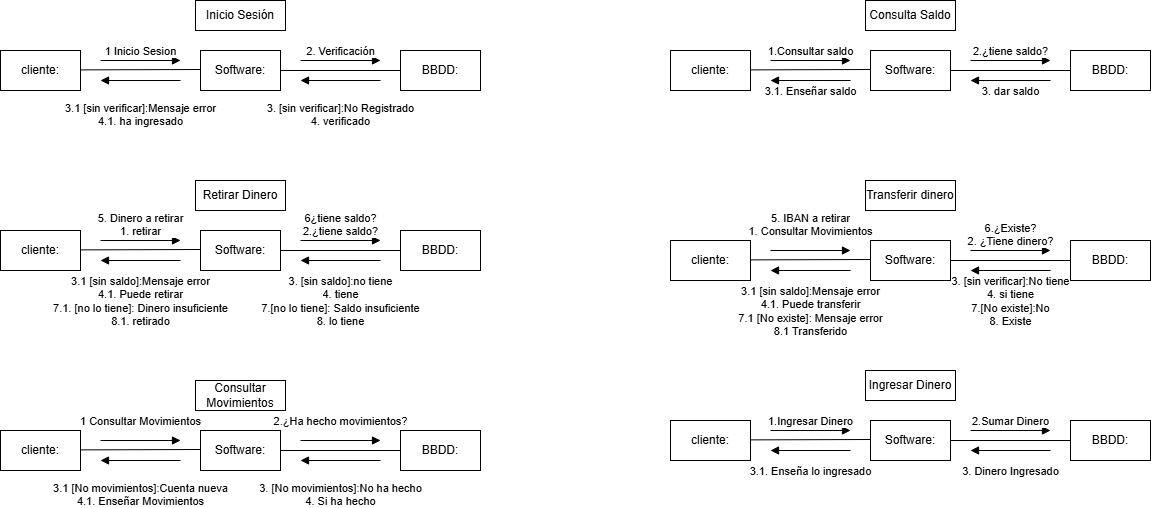 Inicio Sesión
1 Inicio Sesion
2. Verificación
cliente:
Software:
BBDD:
3.1 [sin verificar]:Mensaje error
4.1. ha ingresado
3. [sin verificar]:No Registrado
4. verificado
Consulta Saldo
1.Consultar saldo
2.¿tiene saldo?
cliente:
Software:
BBDD:
3.1. Enseñar saldo
3. dar saldo
Retirar Dinero
5. Dinero a retirar
1. retirar
6¿tiene saldo?
2.¿tiene saldo?
cliente:
Software:
BBDD:
3.1 [sin saldo]:Mensaje error
4.1. Puede retirar
7.1. [no lo tiene]: Dinero insuficiente
8.1. retirado
3. [sin saldo]:no tiene
4. tiene
7.[no lo tiene]: Saldo insuficiente
8. lo tiene
Transferir dinero
5. IBAN a retirar
1. Consultar Movimientos
6.¿Existe?
2. ¿Tiene dinero?
cliente:
Software:
BBDD:
3.1 [sin saldo]:Mensaje error
4.1. Puede transferir
7.1 [No existe]: Mensaje error
8.1 Transferido
3. [sin verificar]:No tiene
4. si tiene
7.[No existe]:No
8. Existe
Consultar
Movimientos
1 Consultar Movimientos
2.¿Ha hecho movimientos?
cliente:
Software:
BBDD:
3.1 [No movimientos]:Cuenta nueva
4.1. Enseñar Movimientos
3. [No movimientos]:No ha hecho
4. Si ha hecho
Ingresar Dinero
1.Ingresar Dinero
2.Sumar Dinero
cliente:
Software:
BBDD:
3.1. Enseña lo ingresado
3. Dinero Ingresado